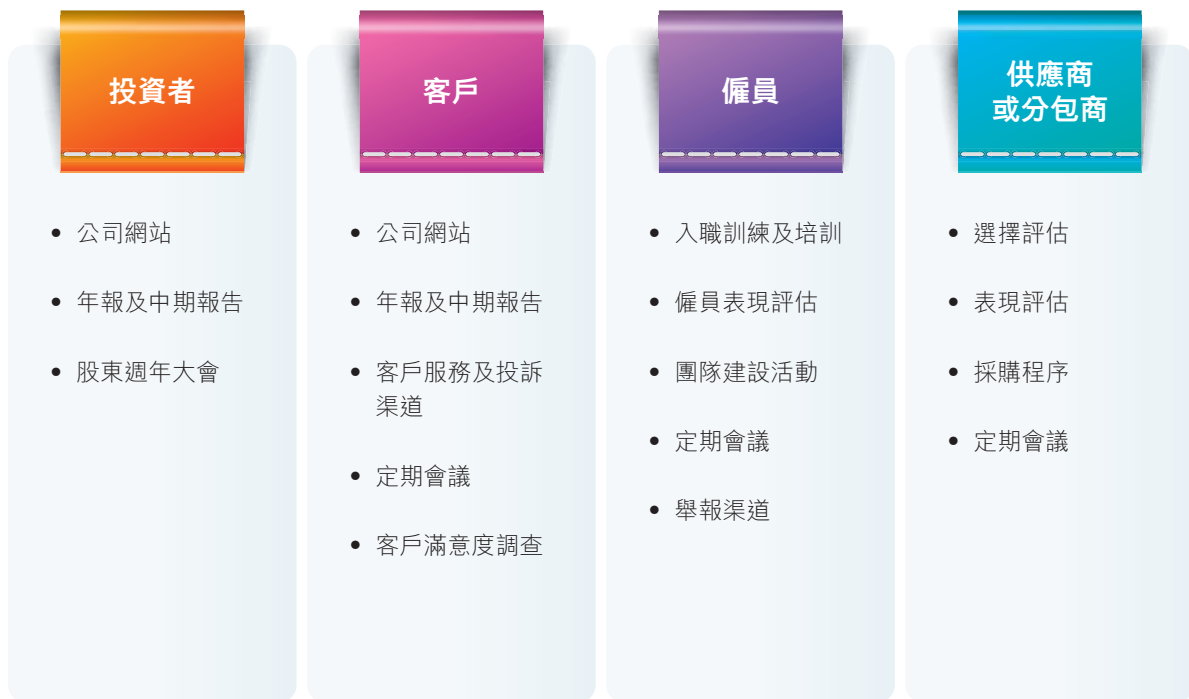 投資者
公司網站
年報及中期報告
股東週年大會
客戶
公司網站
年報及中期報告
客戶服務及投訴
渠道
定期會議
客戶滿意度調查
僱員
入職訓練及培訓
僱員表現評估
團隊建設活動
定期會議
舉報渠道
供應商
或分包商
選擇評估
表現評估
採購程序
定期會議